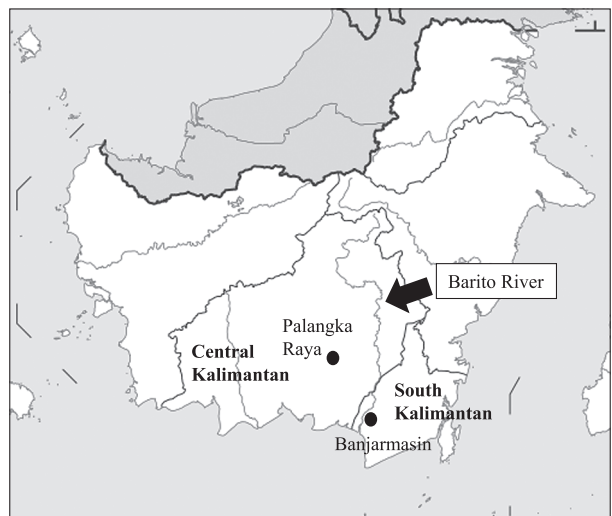 Barito River
Palangka
Raya
Central
Kalimantan
South
Kalimantan
Banjarmasin